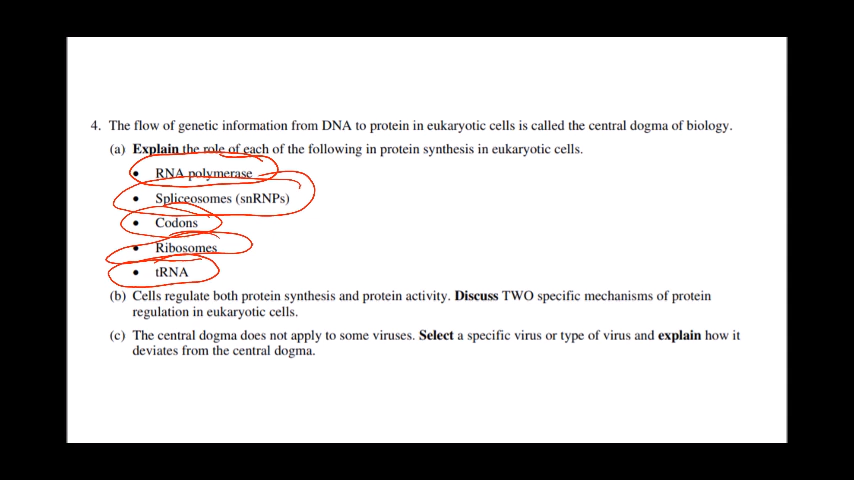 4. The flow of genetic information from DNA to protein in eukaryotic cells is called the central dogma of biology.
(a) Explain the role of each of the following in protein synthesis in eukaryotic cells.
• RNA polymerase
• Spliceosomes (snRNPs)
• Codons
• Ribosomes
• tRNA
(b) Cells regulate both protein synthesis and protein activity. Discuss TWO specific mechanisms of protein
regulation in eukaryotic cells.
(c) The central dogma does not apply to some viruses. Select a specific virus or type of virus and explain how it
deviates from the central dogma.